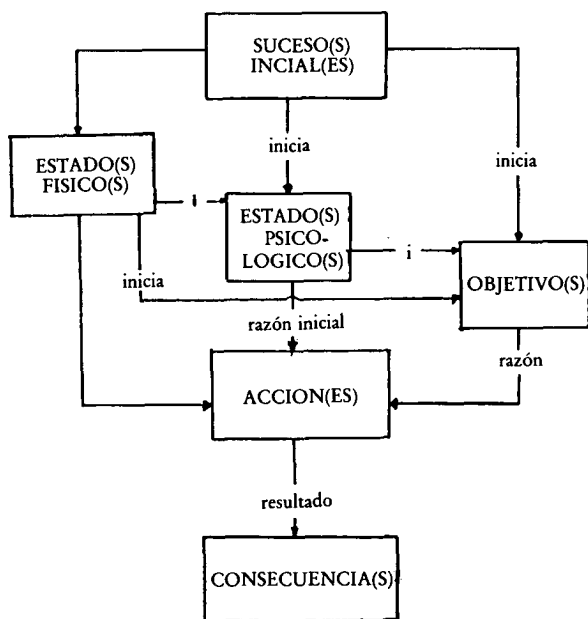 SUCESO(S)
INCIAL(ES)
inicia
inicia
ESTADO(S)
FISICO(S)
i
ESTADO(S)
PSICO-
LOGICO(S)
i
inicia
OBJETIVO(S)
razón inicial
razón
ACCION(ES)
resultado
CONSECUENCIA(S)